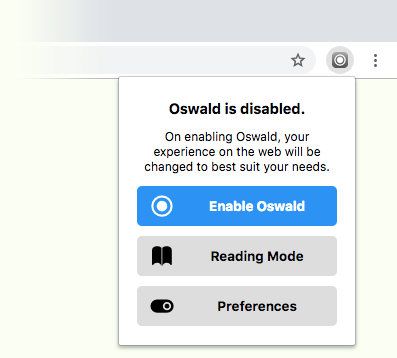 Oswald is disabled.
On enabling Oswald, your
experience on the web will be
changed to best suit your needs.
Enable Oswald
Reading Mode
Preferences